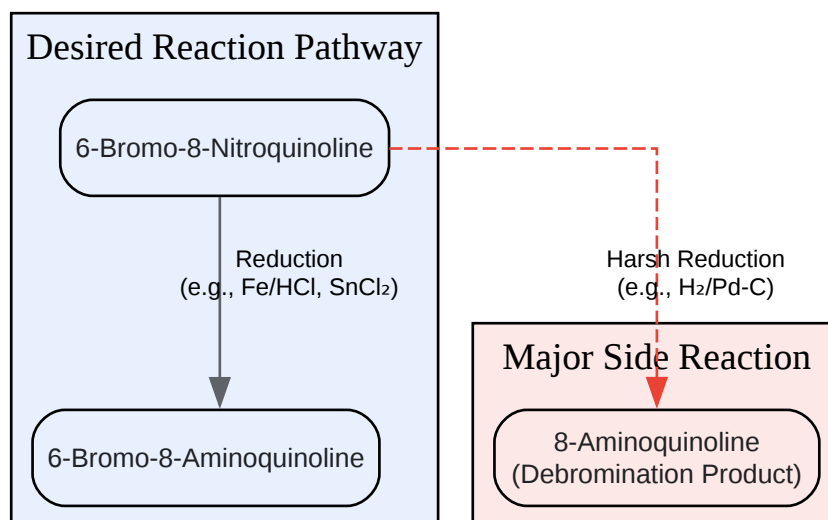 Desired Reaction Pathway
6-Bromo-8-Nitroquinoline
Reduction
(e.g., Fe/HCl, SnCl₂)
Harsh Reduction
(e.g., H₂/Pd-C)
Major Side Reaction
6-Bromo-8-Aminoquinoline
8-Aminoquinoline
(Debromination Product)